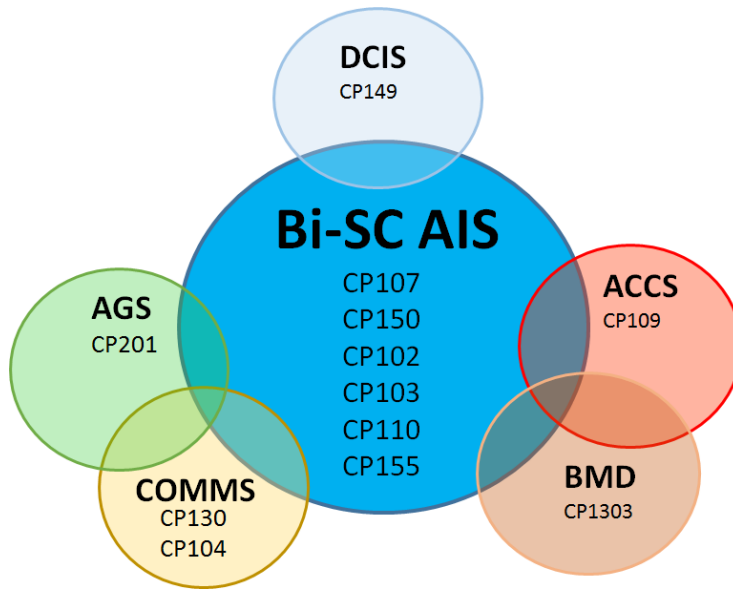 DCIS
CP149
Bi-SC AIS
CP107
CP150
CP102
CP103
CP110
CP155
AGS
CP201
ACCS
CP109
COMMS
CP130
CP104
BMD
CP1303